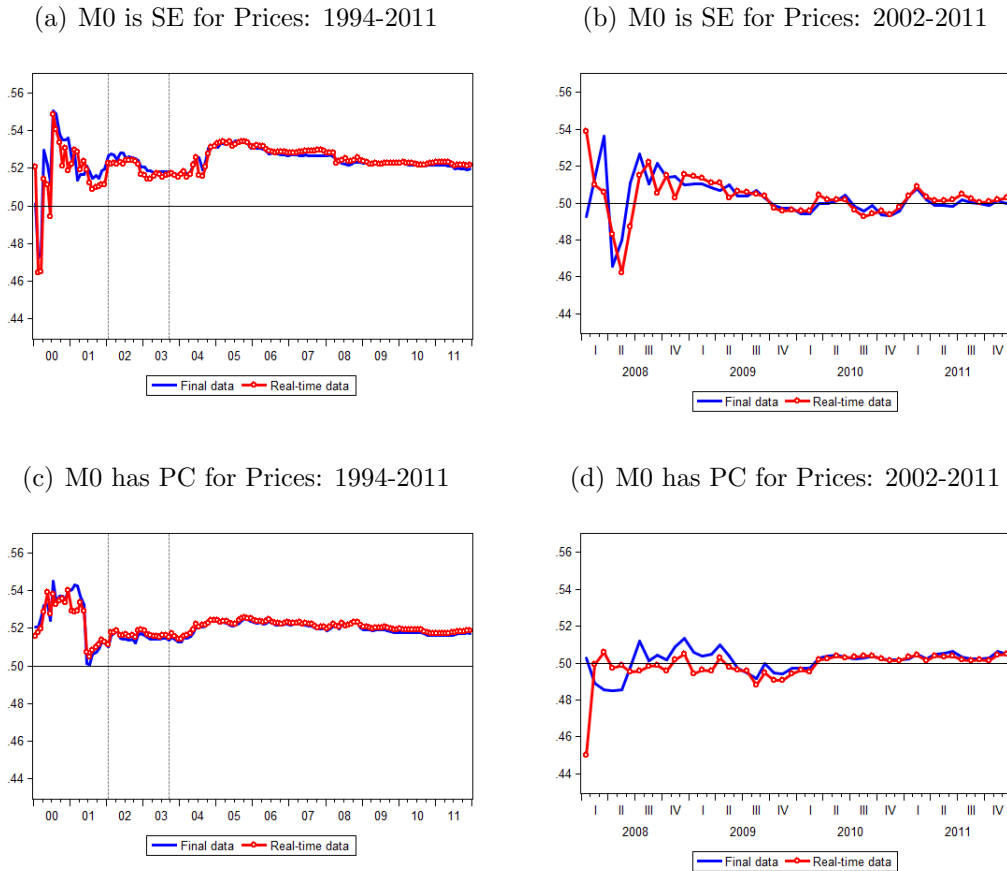 (a) M0 is SE for Prices: 1994-2011
(b) M0 is SE for Prices: 2002-2011
.56
.54
.52
.50
.48
.46
.44
00 01 02 03 04 05 06 07 08 09 10 11
Final data Real-time data
.56
.54
.52
.50
.48
.46
.44
I II III IV I II III IV I II III IV I II III IV
2008 2009 2010 2011
Final data Real-time data
(c) M0 has PC for Prices: 1994-2011
(d) M0 has PC for Prices: 2002-2011
.56
.54
.52
.50
.48
.46
.44
00 01 02 03 04 05 06 07 08 09 10 11
Final data Real-time data
.56
.54
.52
.50
.48
.46
.44
I II III IV I II III IV I II III IV I II III IV
2008 2009 2010 2011
Final data Real-time data